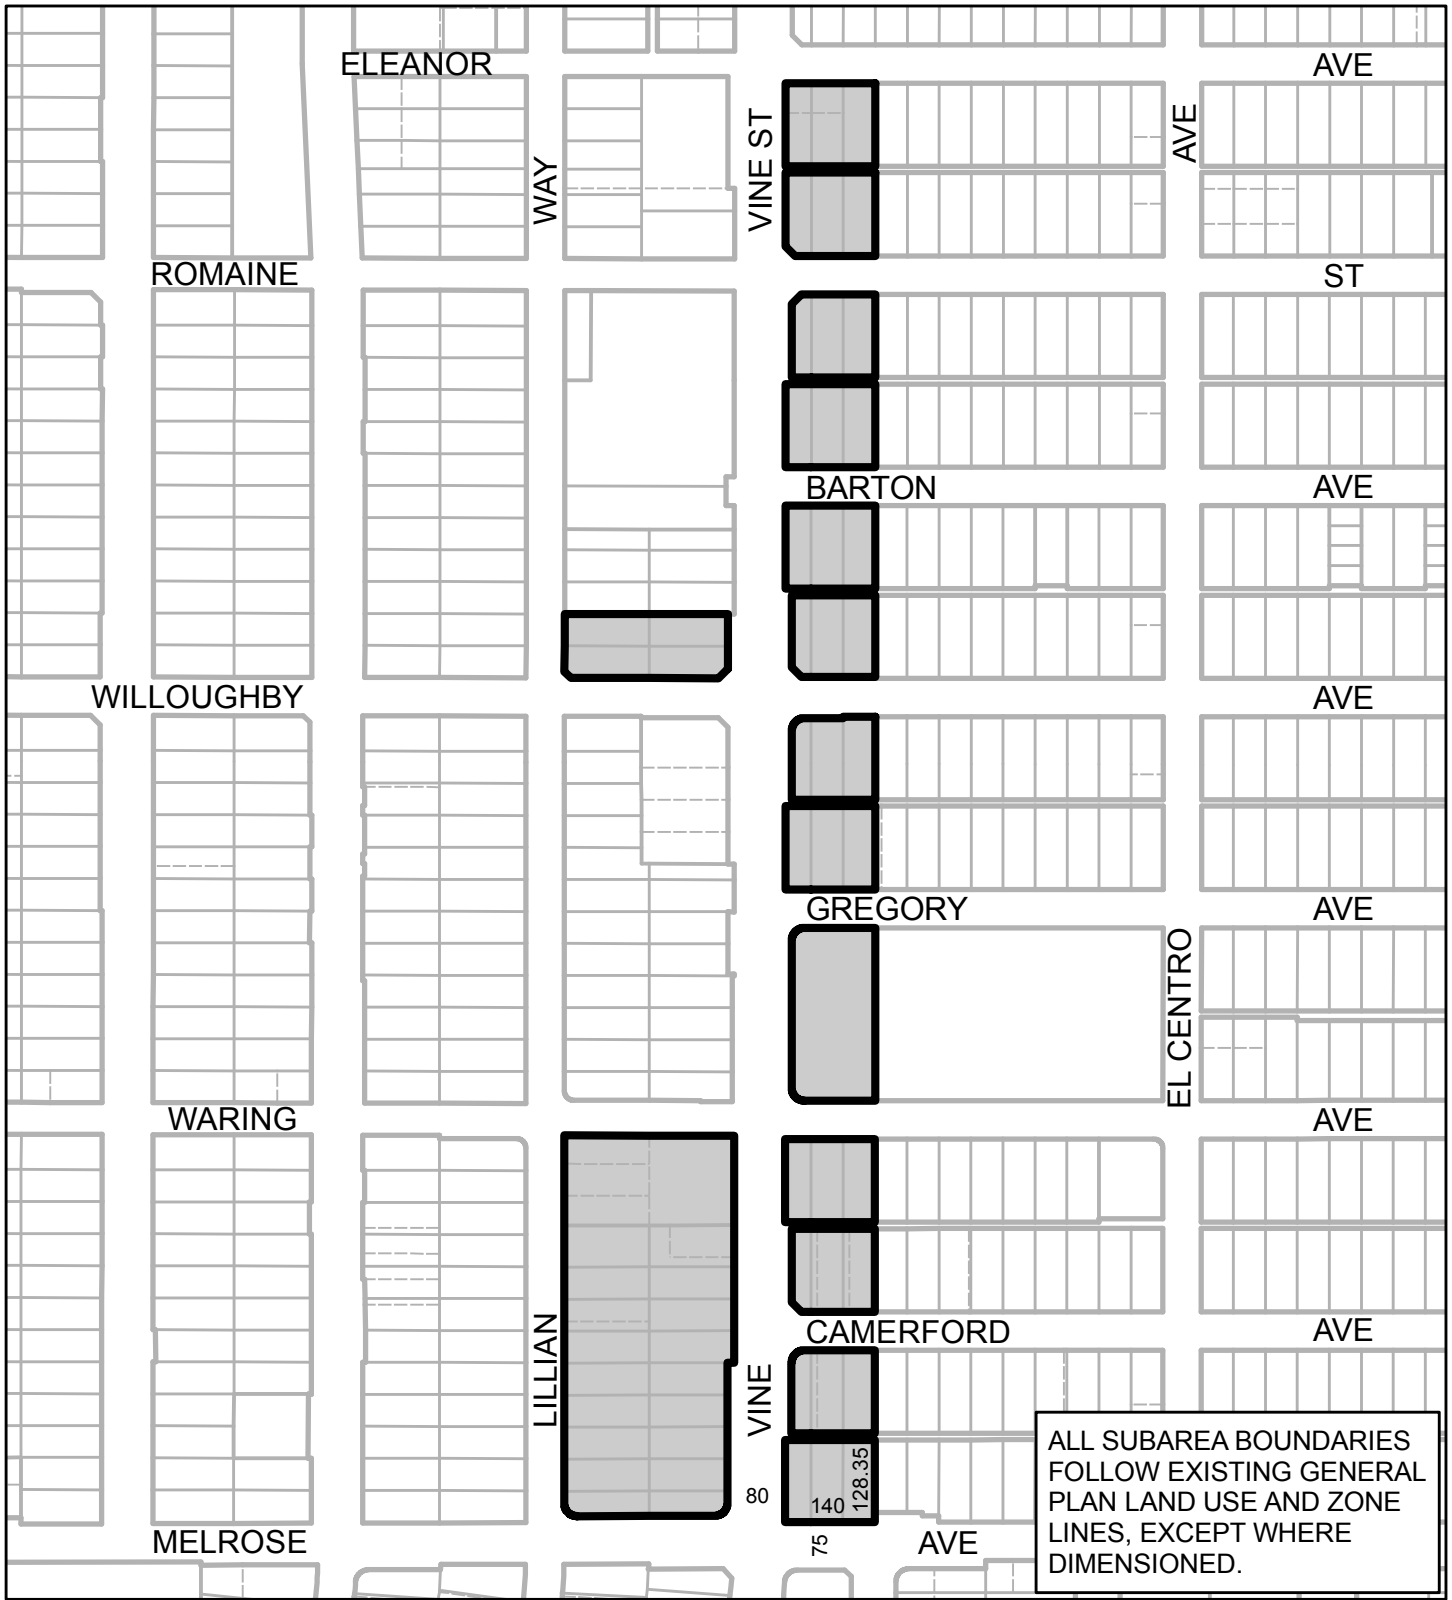 ELEANOR
AVE
VINE ST
AVE
WAY
ROMAINE
ST
BARTON
AVE
WILLOUGHBY
AVE
GREGORY
AVE
EL CENTRO
WARING
AVE
CAMERFORD
AVE
LILLIAN
VINE
ALL SUBAREA BOUNDARIES
FOLLOW EXISTING GENERAL
PLAN LAND USE AND ZONE
LINES, EXCEPT WHERE
DIMENSIONED.
128.35
80
140
75
MELROSE
AVE